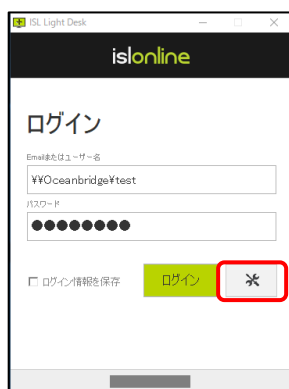 ISL Light Desk
islonline
ログイン
Emailまたはユーザー名
¥¥Oceanbridge¥test
パスワード
●●●●●●●●
ログイン情報を保存
ログイン